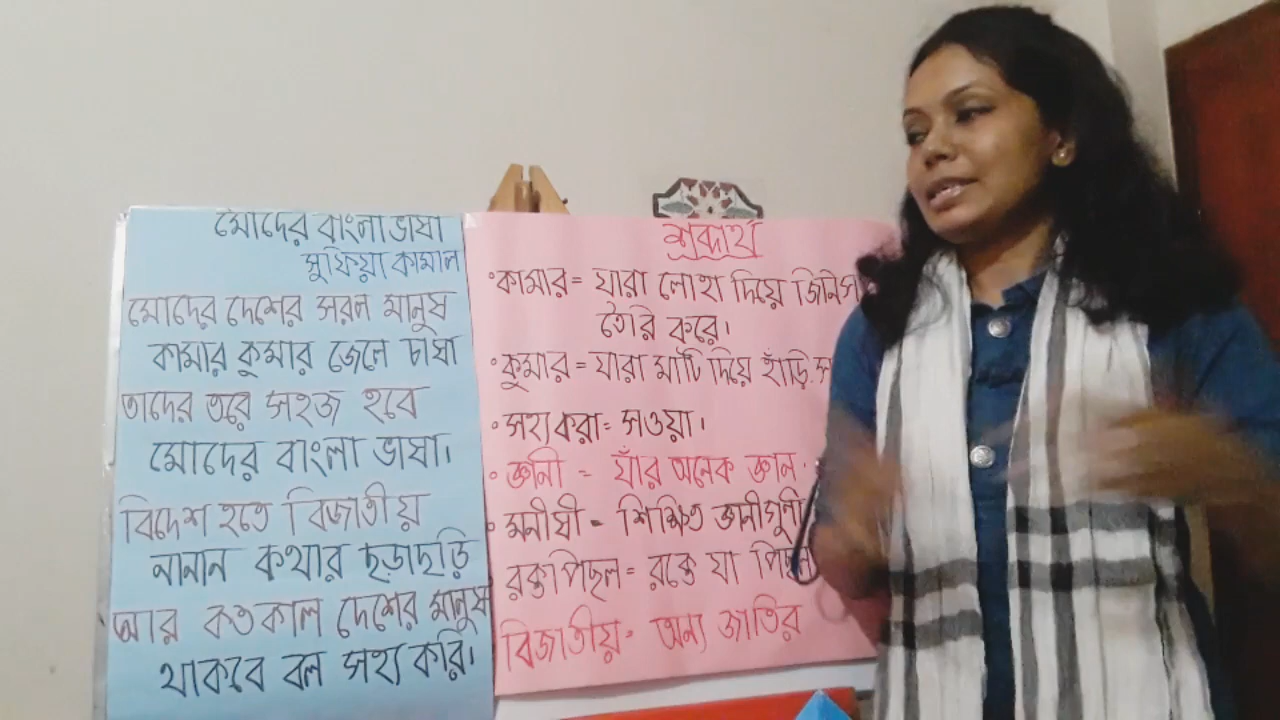 মোদের বাংলা ভাষা
সুফিয়া কামাল
মোদের দেশের সরল মানুষ
কামার কুমার জেলে চাষা
তাদের তরে সহজ হবে
মোদের বাংলা ভাষা।
বিদেশ হতে বিজাতীয়
নানান কথার ছড়াছড়ি
আর কতকাল দেশের মানুষ
থাকবে বল সহ্য করি।
শব্দার্থ
• কামার = যারা লোহা দিয়ে
তৈরি করে।
• কুমার = যারা মাটি দিয়ে হাঁড়ি
• সহ্য করা = সওয়া।
• জ্ঞানী = যাঁর অনেক জ্ঞান
• মনীষী - শিক্ষিত জ্ঞানীগুণী
রক্তপিছল = রক্তে যা
বিজাতীয় = অন্য জাতির